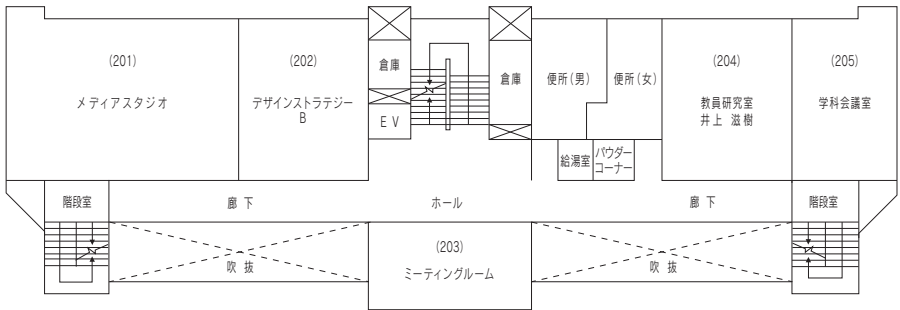 (201)
メディアスタジオ
(202)
デザインストラテジー
B
倉庫
EV
倉庫
便所(男)
便所(女)
(204)
教員研究室
井上 滋樹
(205)
学科会議室
給湯室
パウダー
コーナー
階段室
廊下
ホール
廊下
階段室
吹抜
(203)
ミーティングルーム
吹抜